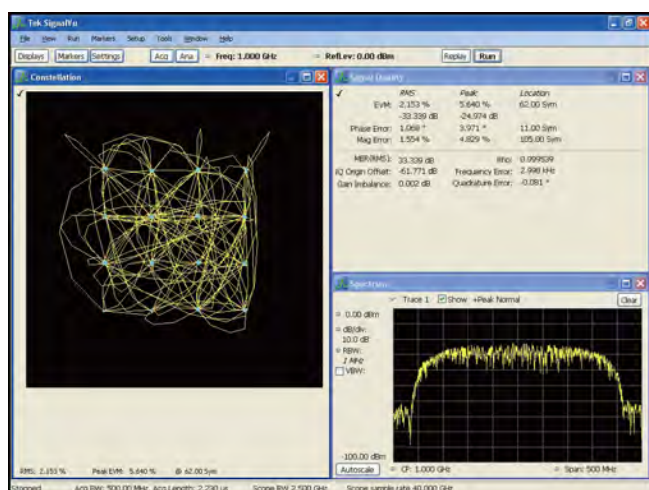 Tek SignalVu
File View Run Markers Setup Tools Window Help
Displays Markers Settings Acq Ana Freq: 1.000 GHz RefLev: 0.00 dBm Replay Run
Constellation
Signal Quality
RMS Peak Location
EVM: 2.153 % 5.640 % 62.00 Sym
-33.339 dB -24.974 dB
Phase Error: 1.068 ° 3.971 ° 11.00 Sym
Mag Error: 1.554 % 4.829 % 105.00 Sym
MER(RMS): 33.339 dB Rho: 0.999539
IQ Origin Offset: -61.771 dB Frequency Error: 2.998 kHz
Gain Imbalance: 0.002 dB Quadrature Error: -0.081 °
Spectrum
Trace 1 Show +Peak Normal Clear
0.00 dBm
dB/div:
10.0 dB
RBW:
1 MHz
VBW:
-100.00 dBm
Autoscale CF: 1.000 GHz Span: 500 MHz
RMS: 2.153 % Peak EVM: 5.640 % @ 62.00 Sym
Stopped Acq BW: 500.00 MHz, Acq Length: 2.230 us Scope BW 2.500 GHz Scope sample rate 40.000 GHz